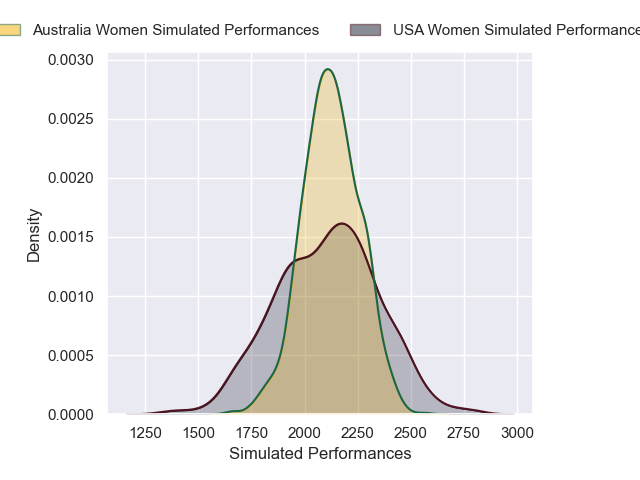 Australia Women Simulated Performances USA Women Simulated Performance
0.0030
0.0025
0.0020
0.0015
0.0010
0.0005
0.0000
Density
1250 1500 1750 2000 2250 2500 2750 3000
Simulated Performances